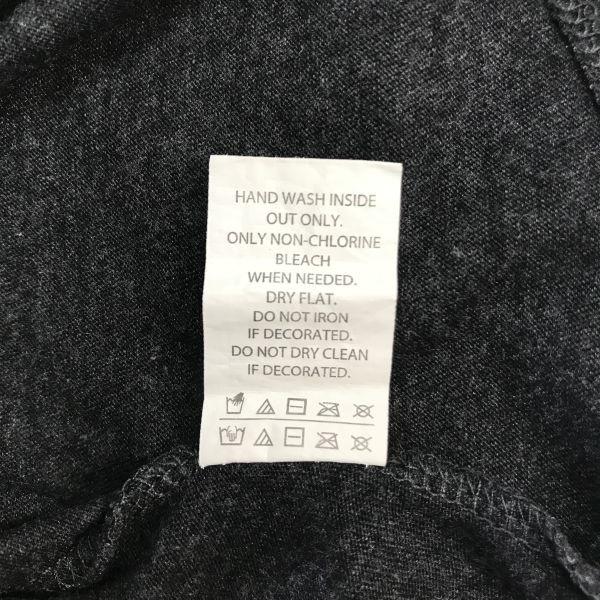 HAND WASH INSIDE
OUT ONLY.
ONLY NON-CHLORINE
BLEACH
WHEN NEEDED.
DRY FLAT.
DO NOT IRON
IF DECORATED.
DO NOT DRY CLEAN
IF DECORATED.